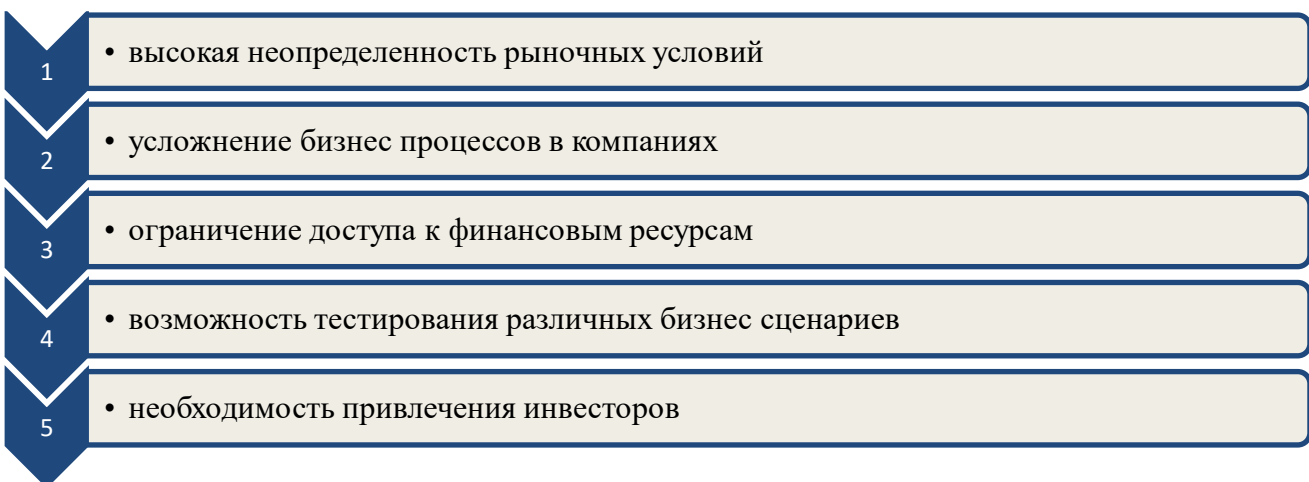 1
• высокая неопределенность рыночных условий
2
• усложнение бизнес процессов в компаниях
3
• ограничение доступа к финансовым ресурсам
4
• возможность тестирования различных бизнес сценариев
5
• необходимость привлечения инвесторов